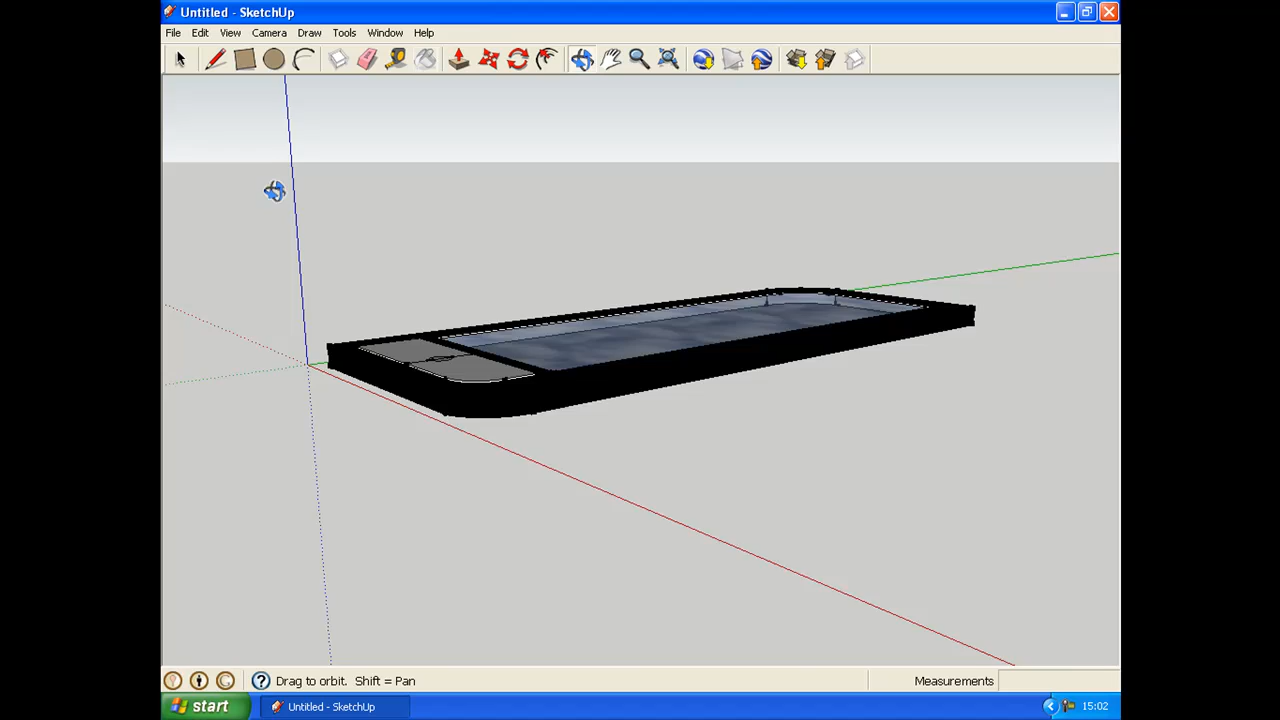 Untitled - SketchUp
File Edit View Camera Draw Tools Window Help
Drag to orbit. Shift = Pan
Measurements
start
Untitled - SketchUp
15:02